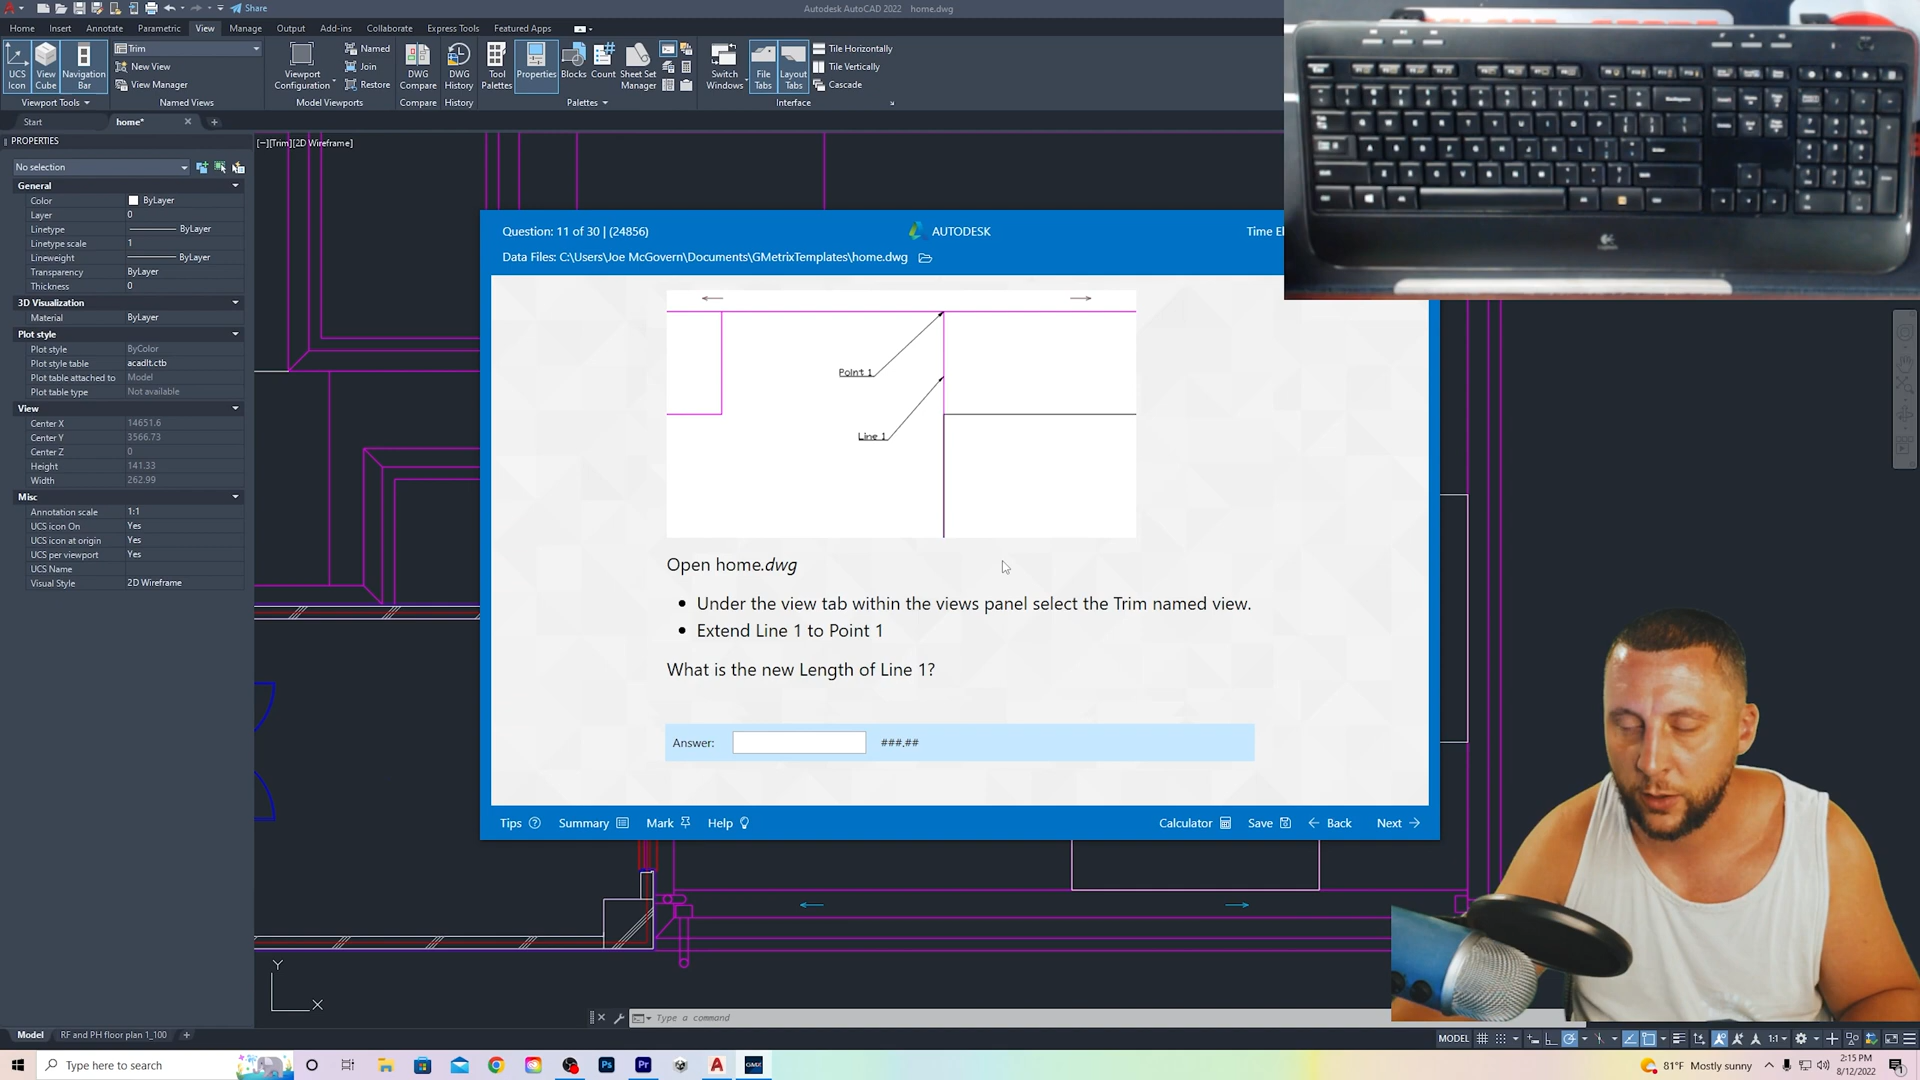 Share
Autodesk AutoCAD 2022 home.dwg
Home Insert Annotate Parametric View Manage Output Add-ins Collaborate Express Tools Featured Apps
UCS Icon
View Cube
Navigation Bar
Viewport Tools
Trim
New View
View Manager
Named Views
Viewport Configuration
Named
Join
Restore
Model Viewports
DWG Compare
Compare
DWG History
History
Tool Palettes
Properties
Blocks
Count
Sheet Set Manager
Palettes
Switch Windows
File Tabs
Layout Tabs
Tile Horizontally
Tile Vertically
Cascade
Interface
Start
home*
PROPERTIES
No selection
General
Color ByLayer
Layer 0
Linetype ByLayer
Linetype scale 1
Lineweight ByLayer
Transparency ByLayer
Thickness 0
3D Visualization
Material ByLayer
Plot style
Plot style ByColor
Plot style table acadlt.ctb
Plot table attached to Model
Plot table type Not available
View
Center X 14651.6
Center Y 3566.73
Center Z 0
Height 141.33
Width 262.99
Misc
Annotation scale 1:1
UCS icon On Yes
UCS icon at origin Yes
UCS per viewport Yes
UCS Name
Visual Style 2D Wireframe
[−][Trim][2D Wireframe]
Question: 11 of 30 | (24856)
AUTODESK
Time El
Data Files: C:\Users\Joe McGovern\Documents\GMetrixTemplates\home.dwg
Point 1
Line 1
Open home.dwg
Under the view tab within the views panel select the Trim named view.
Extend Line 1 to Point 1
What is the new Length of Line 1?
Answer: ###.##
Tips Summary Mark Help Calculator Save Back Next
Y
X
Type a command
Model RF and PH floor plan 1_100
MODEL 1:1
Type here to search
81°F Mostly sunny
2:15 PM
8/12/2022